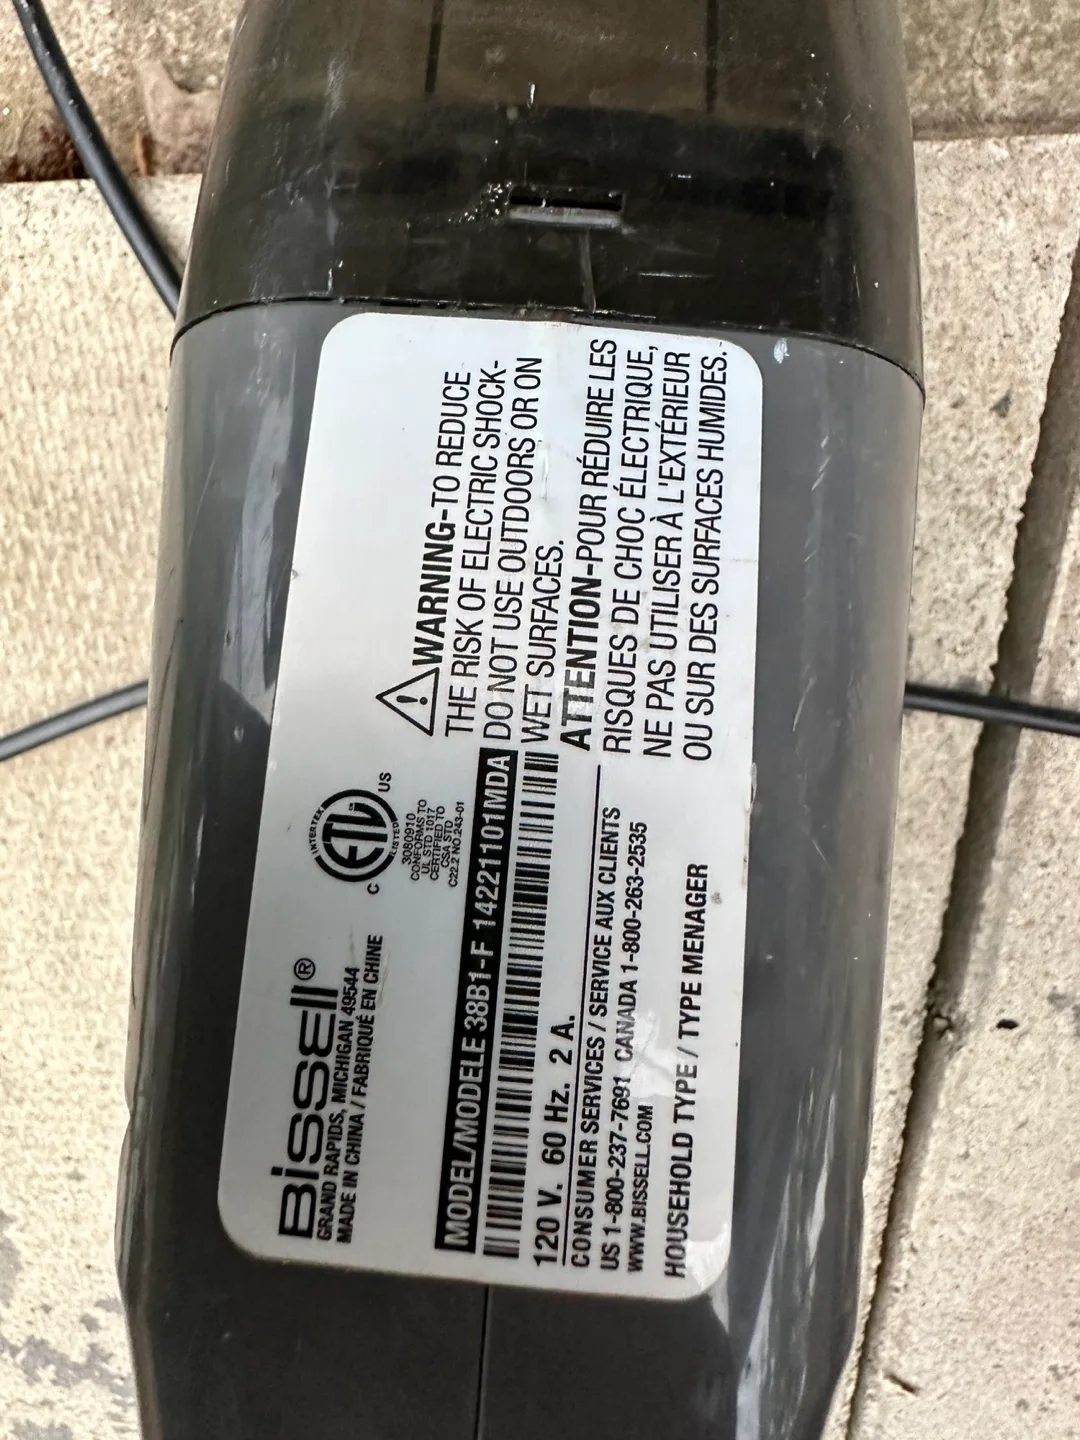 Bissell®
GRAND RAPIDS, MICHIGAN 49544
MADE IN CHINA / FABRIQUÉ EN CHINE
INTERTEK
C ETL US
LISTED
3080910
CONFORMS TO
UL STD 1017
CERTIFIED TO
CSA STD
C22.2 NO.243-01
MODEL/MODELE 38B1-F 14221101MDA
120 V. 60 Hz. 2 A.
CONSUMER SERVICES / SERVICE AUX CLIENTS
US 1-800-237-7691 CANADA 1-800-263-2535
WWW.BISSELL.COM
HOUSEHOLD TYPE / TYPE MENAGER
WARNING-TO REDUCE
THE RISK OF ELECTRIC SHOCK-
DO NOT USE OUTDOORS OR ON
WET SURFACES.
ATTENTION-POUR RÉDUIRE LES
RISQUES DE CHOC ÉLECTRIQUE,
NE PAS UTILISER À L'EXTÉRIEUR
OU SUR DES SURFACES HUMIDES.